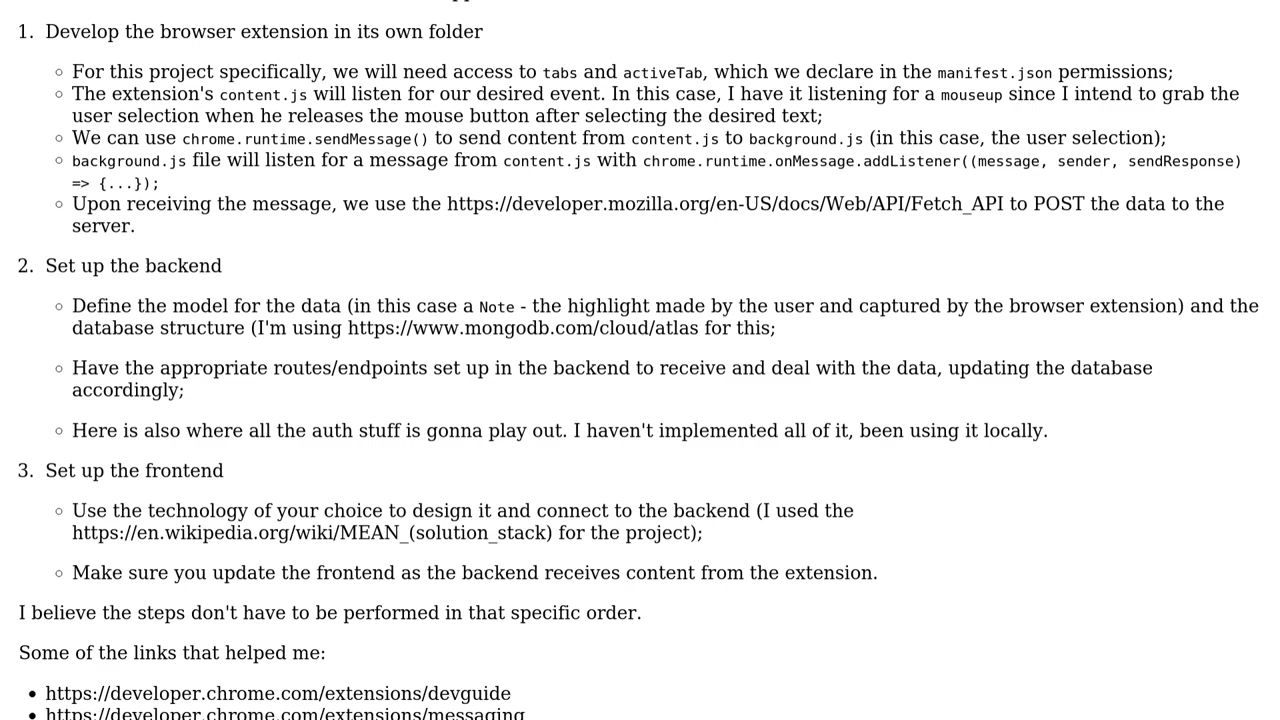 1. Develop the browser extension in its own folder
◦ For this project specifically, we will need access to tabs and activeTab, which we declare in the manifest.json permissions;
◦ The extension's content.js will listen for our desired event. In this case, I have it listening for a mouseup since I intend to grab the
user selection when he releases the mouse button after selecting the desired text;
◦ We can use chrome.runtime.sendMessage() to send content from content.js to background.js (in this case, the user selection);
◦ background.js file will listen for a message from content.js with chrome.runtime.onMessage.addListener((message, sender, sendResponse)
=> {...});
◦ Upon receiving the message, we use the https://developer.mozilla.org/en-US/docs/Web/API/Fetch_API to POST the data to the
server.
2. Set up the backend
◦ Define the model for the data (in this case a Note - the highlight made by the user and captured by the browser extension) and the
database structure (I'm using https://www.mongodb.com/cloud/atlas for this;
◦ Have the appropriate routes/endpoints set up in the backend to receive and deal with the data, updating the database
accordingly;
◦ Here is also where all the auth stuff is gonna play out. I haven't implemented all of it, been using it locally.
3. Set up the frontend
◦ Use the technology of your choice to design it and connect to the backend (I used the
https://en.wikipedia.org/wiki/MEAN_(solution_stack) for the project);
◦ Make sure you update the frontend as the backend receives content from the extension.
I believe the steps don't have to be performed in that specific order.
Some of the links that helped me:
• https://developer.chrome.com/extensions/devguide
• https://developer.chrome.com/extensions/messaging